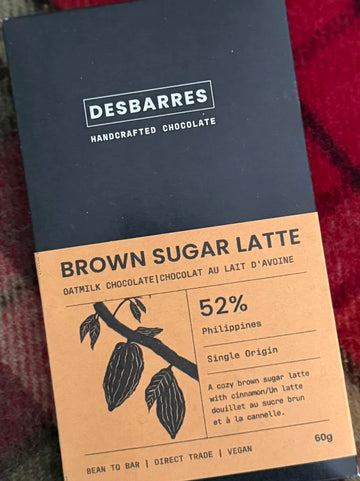 DESBARRES
HANDCRAFTED CHOCOLATE
BROWN SUGAR LATTE
OATMILK CHOCOLATE|CHOCOLAT AU LAIT D'AVOINE
52%
Philippines
Single Origin
A cozy brown sugar latte
with cinnamon/Un latte
douillet au sucre brun
et à la cannelle.
60g
BEAN TO BAR | DIRECT TRADE | VEGAN